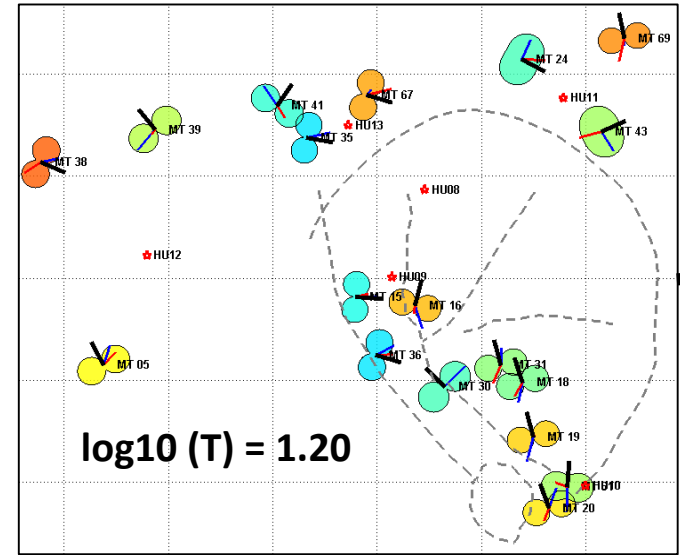 MT 69
MT 24
MT 67
HU11
MT 41
HU13
MT 39
MT 35
MT 43
MT 38
HU08
HU12
HU09
MT 15
MT 16
MT 36
MT 05
MT 31
MT 30
MT 18
log10 (T) = 1.20
MT 19
HU10
MT 20